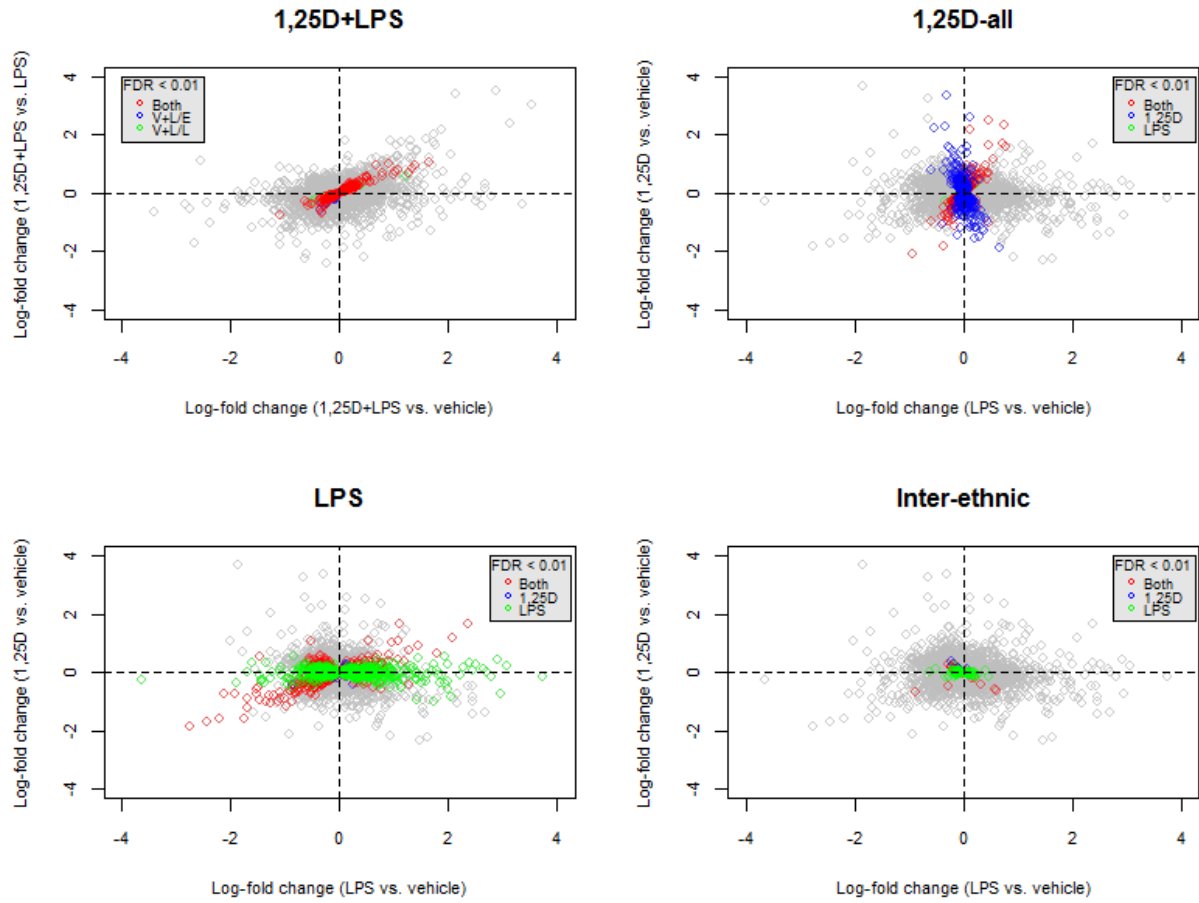 1,25D+LPS
Log-fold change (1,25D+LPS vs. LPS)
4
2
0
-2
-4
FDR < 0.01
Both
V+L/E
V+L/L
-4
-2
0
2
4
Log-fold change (1,25D+LPS vs. vehicle)
1,25D-all
Log-fold change (1,25D vs. vehicle)
4
2
0
-2
-4
FDR < 0.01
Both
1,25D
LPS
-4
-2
0
2
4
Log-fold change (LPS vs. vehicle)
LPS
Log-fold change (1,25D vs. vehicle)
4
2
0
-2
-4
FDR < 0.01
Both
1,25D
LPS
-4
-2
0
2
4
Log-fold change (LPS vs. vehicle)
Inter-ethnic
Log-fold change (1,25D vs. vehicle)
4
2
0
-2
-4
FDR < 0.01
Both
1,25D
LPS
-4
-2
0
2
4
Log-fold change (LPS vs. vehicle)